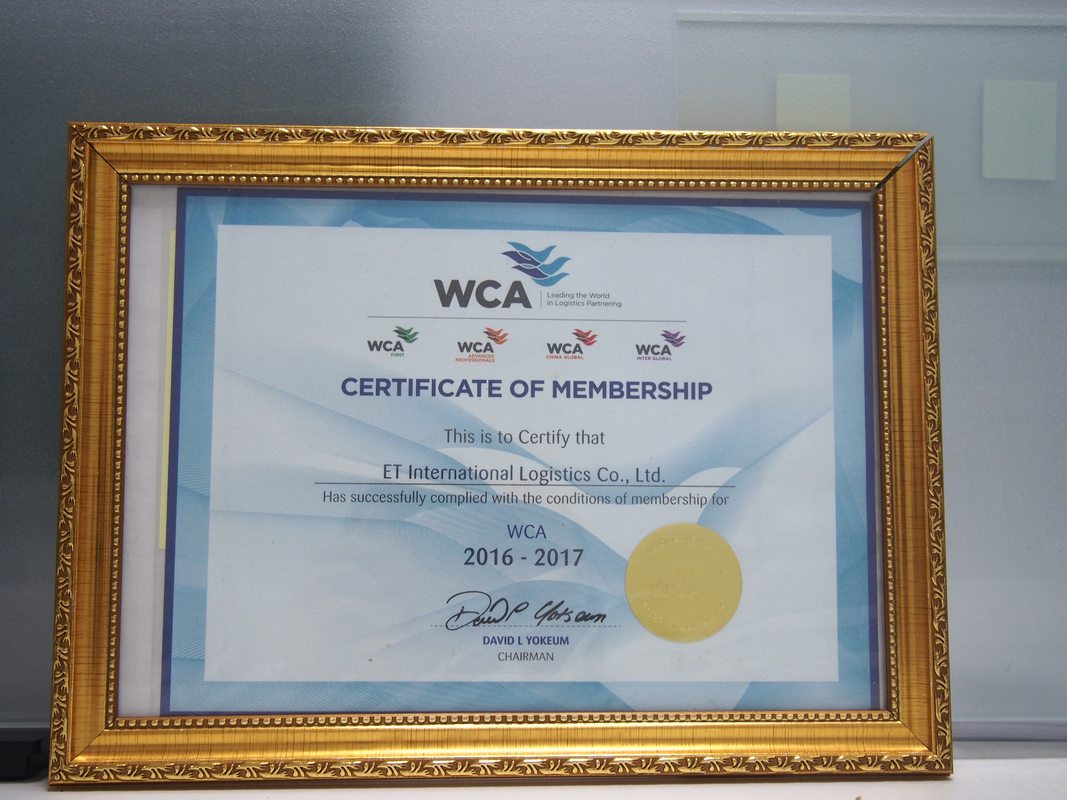 WCA
Leading the World
in Logistics Partnering
WCA
FIRST
WCA
ADVANCED
PROFESSIONALS
WCA
CHINA GLOBAL
WCA
INTER GLOBAL
CERTIFICATE OF MEMBERSHIP
This is to Certify that
ET International Logistics Co., Ltd.
Has successfully complied with the conditions of membership for
WCA
2016 - 2017
DAVID L YOKEUM
CHAIRMAN
WCA